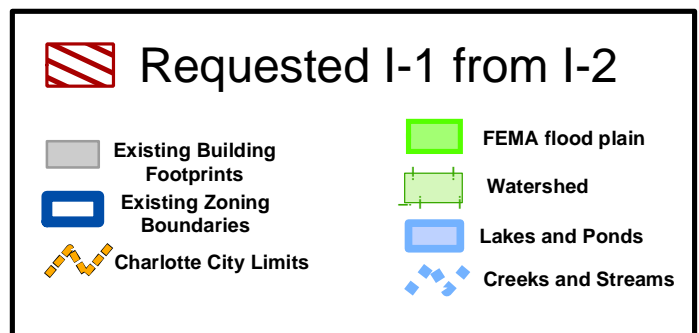 Requested I-1 from I-2
Existing Building
Footprints
Existing Zoning
Boundaries
Charlotte City Limits
FEMA flood plain
Watershed
Lakes and Ponds
Creeks and Streams